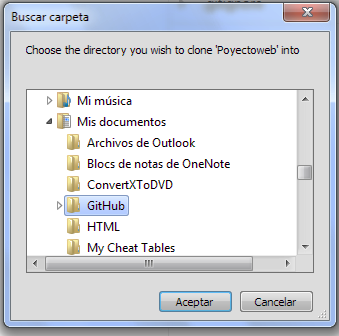 Buscar carpeta
Choose the directory you wish to clone 'Poyectoweb' into
Mi música
Mis documentos
Archivos de Outlook
Blocs de notas de OneNote
ConvertXToDVD
GitHub
HTML
My Cheat Tables
Aceptar
Cancelar